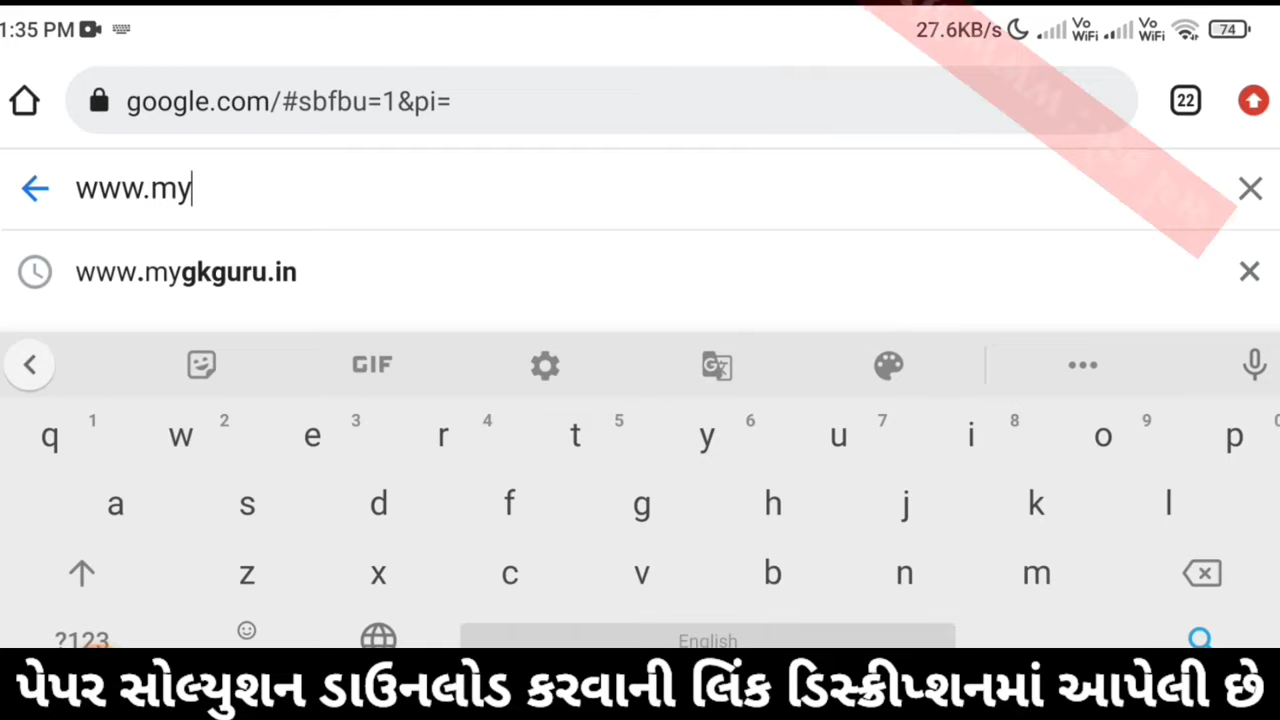 1:35 PM
27.6KB/s Vo WiFi Vo WiFi 74
google.com/#sbfbu=1&pi=
22
www.my
www.mygkguru.in
GIF
1 2 3 4 5 6 7 8 9 0
q w e r t y u i o p
a s d f g h j k l
z x c v b n m
?123 English
પેપર સોલ્યુશન ડાઉનલોડ કરવાની લિંક ડિસ્ક્રીપ્શનમાં આપેલી છે